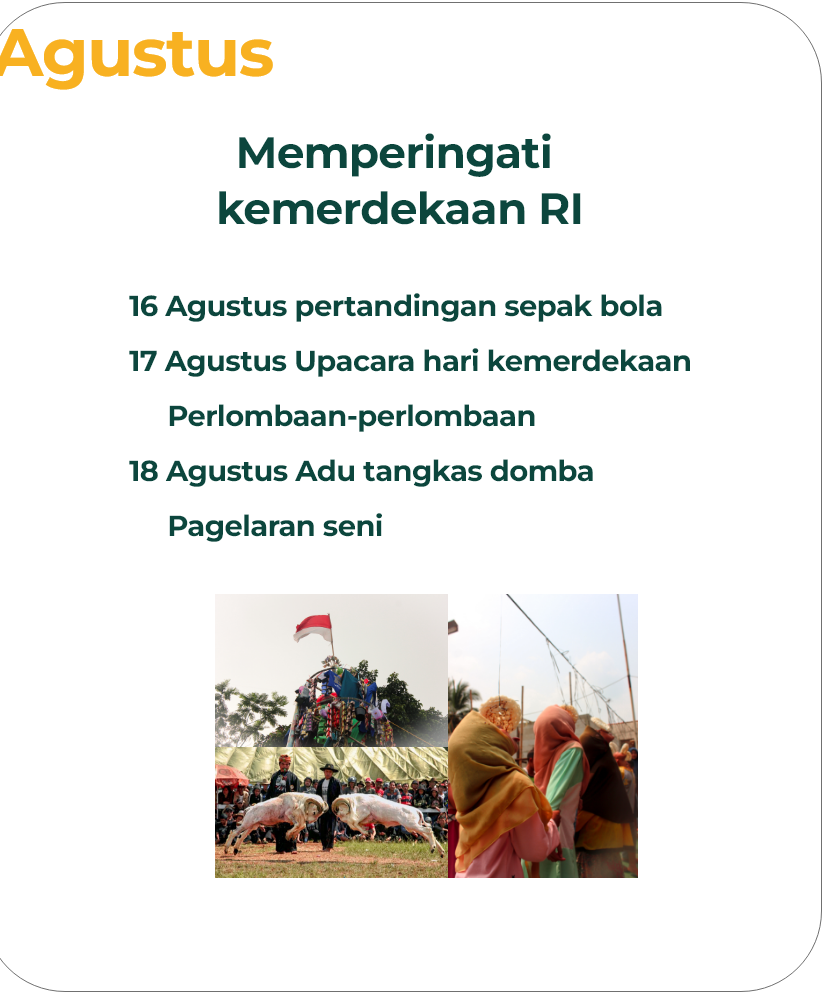 Agustus
Memperingati
kemerdekaan RI
16 Agustus pertandingan sepak bola
17 Agustus Upacara hari kemerdekaan
Perlombaan-perlombaan
18 Agustus Adu tangkas domba
Pagelaran seni